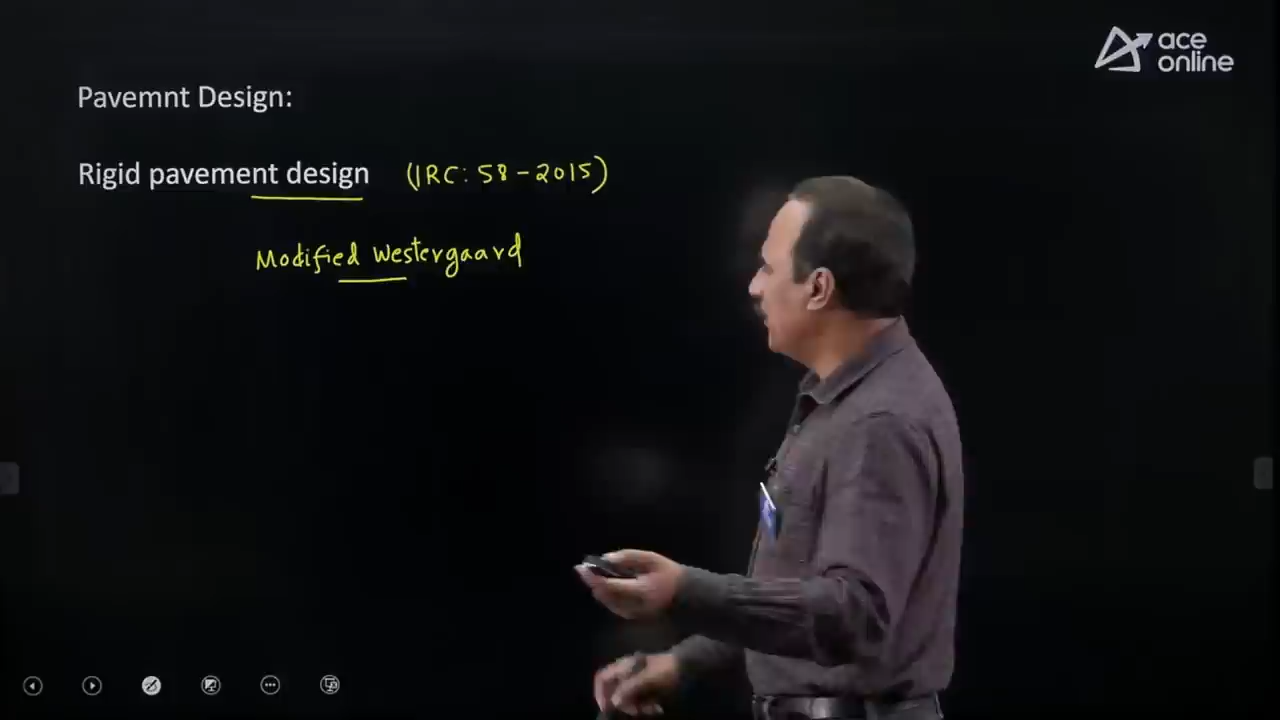 ace
online
Pavemnt Design:
Rigid pavement design (IRC: 58-2015)
Modified Westergaard